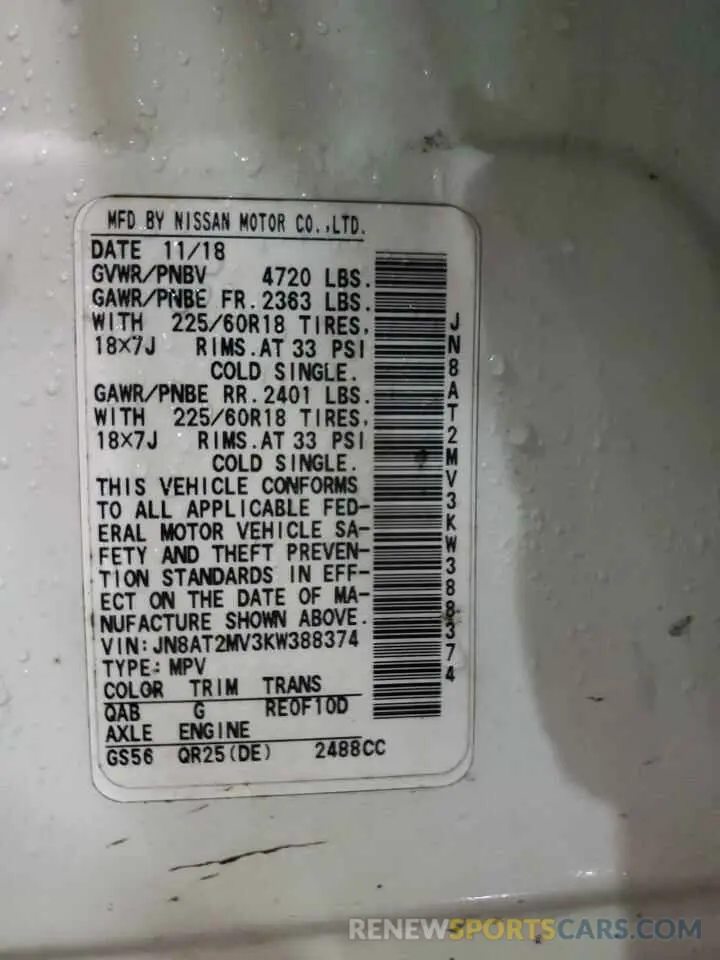 MFD BY NISSAN MOTOR CO.,LTD.
DATE 11/18
GVWR/PNBV 4720 LBS.
GAWR/PNBE FR. 2363 LBS.
WITH 225/60R18 TIRES,
18X7J RIMS. AT 33 PSI
COLD SINGLE.
GAWR/PNBE RR. 2401 LBS.
WITH 225/60R18 TIRES,
18X7J RIMS. AT 33 PSI
COLD SINGLE.
THIS VEHICLE CONFORMS
TO ALL APPLICABLE FED-
ERAL MOTOR VEHICLE SA-
FETY AND THEFT PREVEN-
TION STANDARDS IN EFF-
ECT ON THE DATE OF MA-
NUFACTURE SHOWN ABOVE.
VIN: JN8AT2MV3KW388374
TYPE: MPV
COLOR TRIM TRANS
QAB G RE0F10D
AXLE ENGINE
GS56 QR25(DE) 2488CC
JN8AT2MV3KW388374
RENEWSPORTSCARS.COM